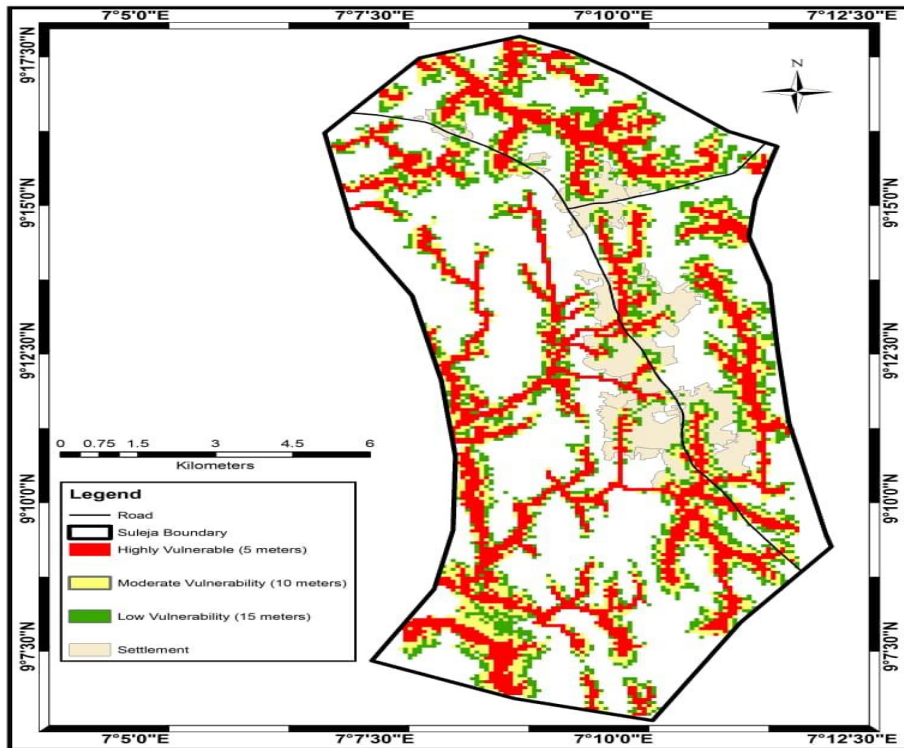 7°5'0"E 7°7'30"E 7°10'0"E 7°12'30"E
9°17'30"N
9°15'0"N
9°12'30"N
9°10'0"N
9°7'30"N
N
9°17'30"N
9°15'0"N
9°12'30"N
9°10'0"N
9°7'30"N
0 0.75 1.5 3 4.5 6
Kilometers
Legend
Road
Suleja Boundary
Highly Vulnerable (5 meters)
Moderate Vulnerability (10 meters)
Low Vulnerability (15 meters)
Settlement
7°5'0"E 7°7'30"E 7°10'0"E 7°12'30"E